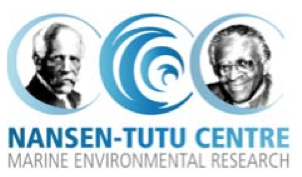 NANSEN-TUTU CENTRE
MARINE ENVIRONMENTAL RESEARCH